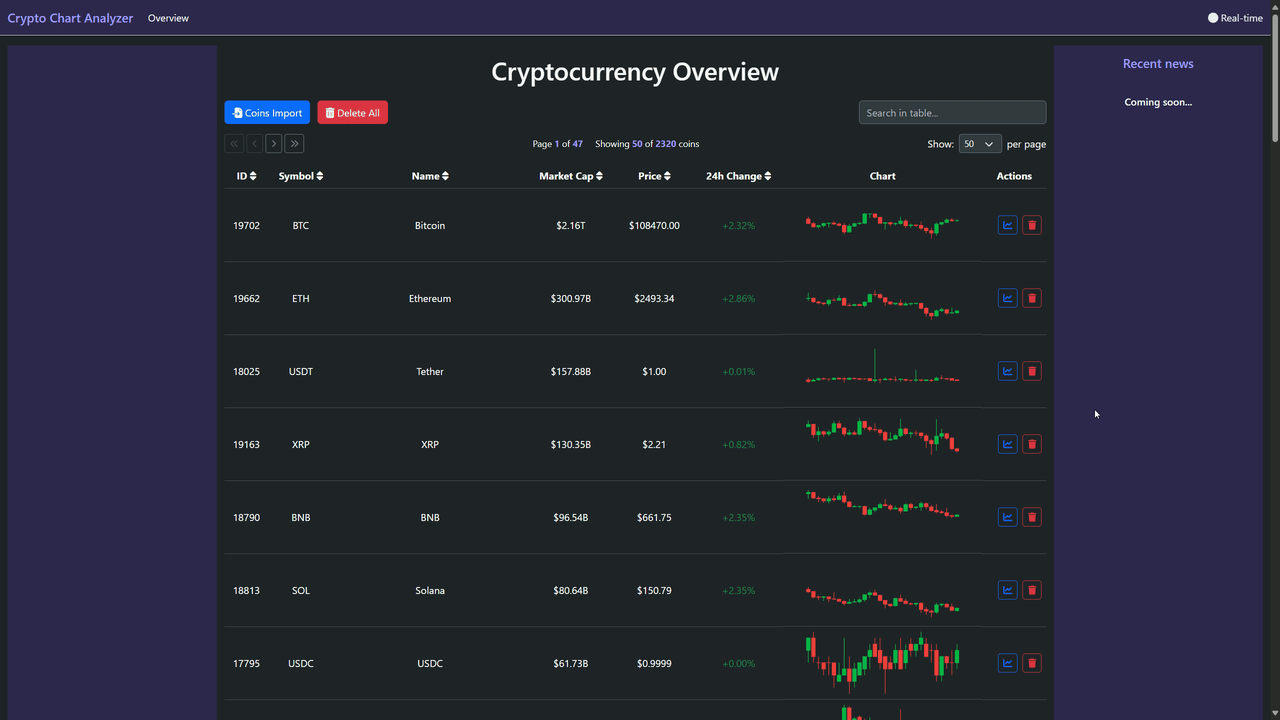 Crypto Chart Analyzer Overview Real-time
Cryptocurrency Overview
Recent news
Coming soon...
Coins Import Delete All Search in table...
« ‹ › » Page 1 of 47 Showing 50 of 2320 coins Show: 50 per page
ID Symbol Name Market Cap Price 24h Change Chart Actions
19702 BTC Bitcoin $2.16T $108470.00 +2.32%
19662 ETH Ethereum $300.97B $2493.34 +2.86%
18025 USDT Tether $157.88B $1.00 +0.01%
19163 XRP XRP $130.35B $2.21 +0.82%
18790 BNB BNB $96.54B $661.75 +2.35%
18813 SOL Solana $80.64B $150.79 +2.35%
17795 USDC USDC $61.73B $0.9999 +0.00%